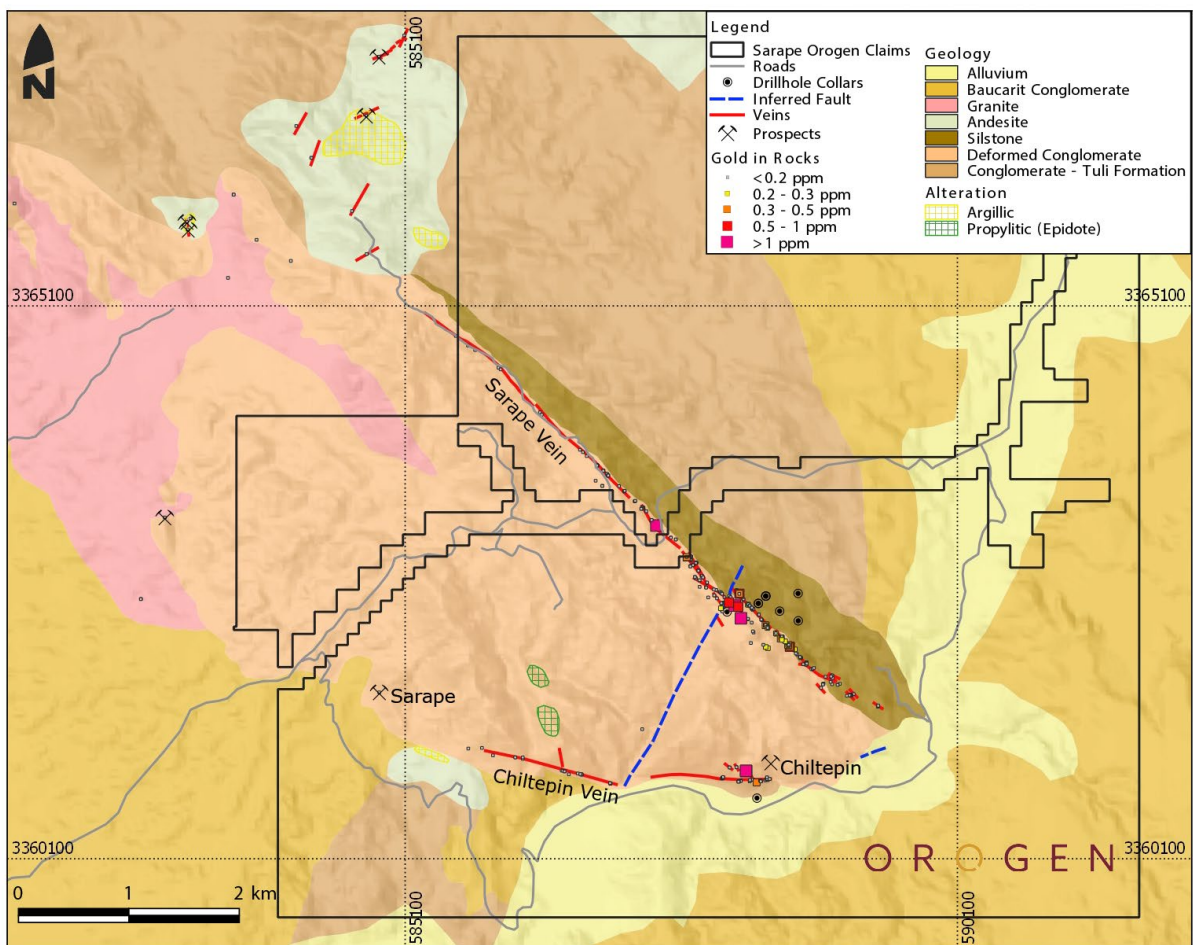 N
585100
Legend
Sarape Orogen Claims
Roads
Drillhole Collars
Inferred Fault
Veins
Prospects
Gold in Rocks
<0.2 ppm
0.2 - 0.3 ppm
0.3 - 0.5 ppm
0.5 - 1 ppm
>1 ppm
Geology
Alluvium
Baucarit Conglomerate
Granite
Andesite
Silstone
Deformed Conglomerate
Conglomerate - Tuli Formation
Alteration
Argillic
Propylitic (Epidote)
3365100
3365100
Sarape Vein
Sarape
Chiltepin Vein
Chiltepin
3360100
OROGEN
3360100
0 1 2 km
585100
590100